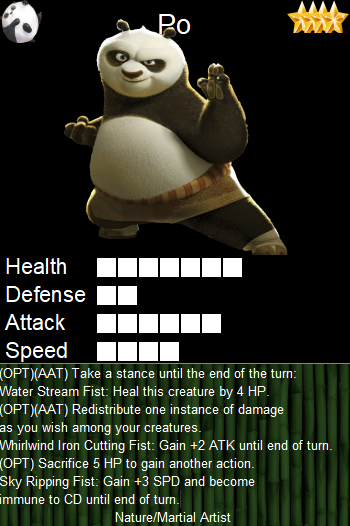 Po
Health
Defense
Attack
Speed
(OPT)(AAT) Take a stance until the end of the turn:
Water Stream Fist: Heal this creature by 4 HP.
(OPT)(AAT) Redistribute one instance of damage
as you wish among your creatures.
Whirlwind Iron Cutting Fist: Gain +2 ATK until end of turn.
(OPT) Sacrifice 5 HP to gain another action.
Sky Ripping Fist: Gain +3 SPD and become
immune to CD until end of turn.
Nature/Martial Artist